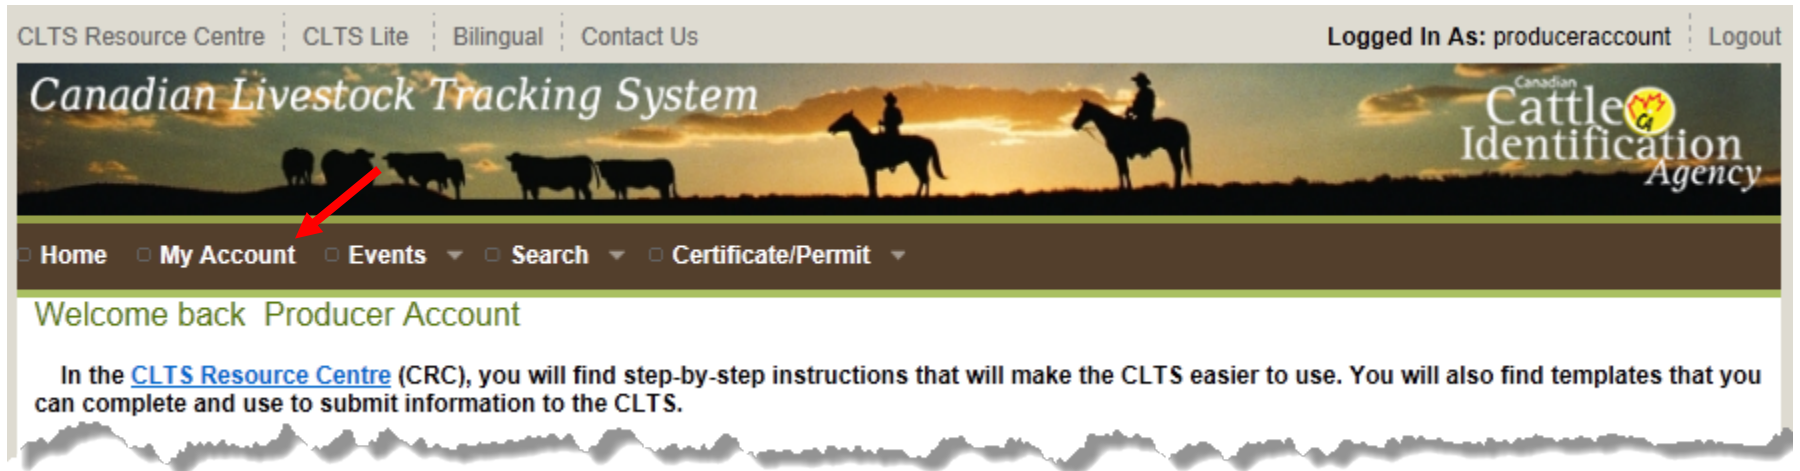 CLTS Resource Centre CLTS Lite Bilingual Contact Us Logged In As: produceraccount Logout
Canadian Livestock Tracking System
Canadian
Cattle
CA
Identification
Agency
Home My Account Events Search Certificate/Permit
Welcome back Producer Account
In the CLTS Resource Centre (CRC), you will find step-by-step instructions that will make the CLTS easier to use. You will also find templates that you
can complete and use to submit information to the CLTS.